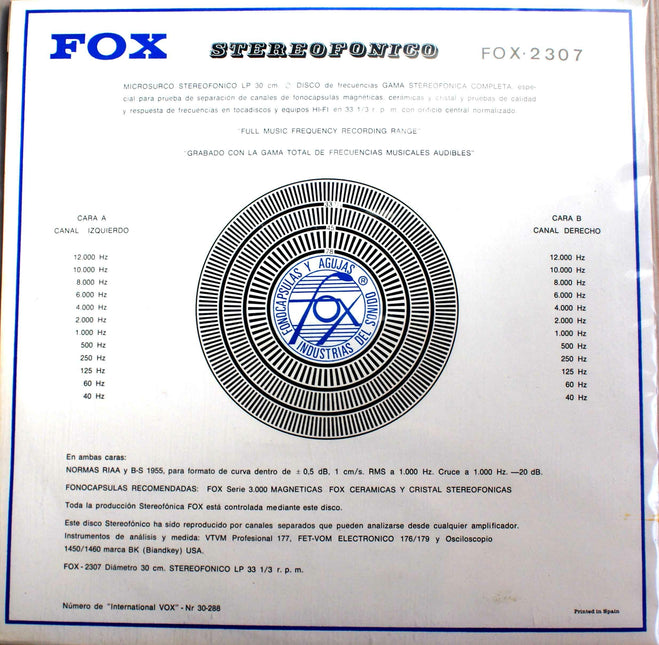 FOX STEREOFONICO FOX·2307
MICROSURCO STEREOFONICO LP 30 cm. ∅ DISCO de frecuencias GAMA STEREOFONICA COMPLETA, espe-
cial para prueba de separación de canales de fonocapsulas magnéticas, cerámicas y cristal y pruebas de calidad
y respuesta de frecuencias en tocadiscos y equipos HI-FI: en 33 1/3 r. p. m. con orificio central normalizado.
"FULL MUSIC FREQUENCY RECORDING RANGE"
"GRABADO CON LA GAMA TOTAL DE FRECUENCIAS MUSICALES AUDIBLES"
CARA A
CANAL IZQUIERDO
12.000 Hz
10.000 Hz
8.000 Hz
6.000 Hz
4.000 Hz
2.000 Hz
1.000 Hz
500 Hz
250 Hz
125 Hz
60 Hz
40 Hz
33
45
78
FONOCAPSULAS Y AGUJAS ®
fox
INDUSTRIAS DEL DONUS
CARA B
CANAL DERECHO
12.000 Hz
10.000 Hz
8.000 Hz
6.000 Hz
4.000 Hz
2.000 Hz
1.000 Hz
500 Hz
250 Hz
125 Hz
60 Hz
40 Hz
En ambas caras:
NORMAS RIAA y B-S 1955, para formato de curva dentro de ± 0,5 dB, 1 cm/s. RMS a 1.000 Hz. Cruce a 1.000 Hz. —20 dB.
FONOCAPSULAS RECOMENDADAS: FOX Serie 3.000 MAGNETICAS FOX CERAMICAS Y CRISTAL STEREOFONICAS
Toda la producción Stereofónica FOX está controlada mediante este disco.
Este disco Stereofónico ha sido reproducido por canales separados que pueden analizarse desde cualquier amplificador.
Instrumentos de análisis y medida: VTVM Profesional 177, FET-VOM ELECTRONICO 176/179 y Osciloscopio
1450/1460 marca BK (Biandkey) USA.
FOX - 2307 Diámetro 30 cm. STEREOFONICO LP 33 1/3 r. p. m.
Número de "International VOX" - Nr 30-288
Printed in Spain